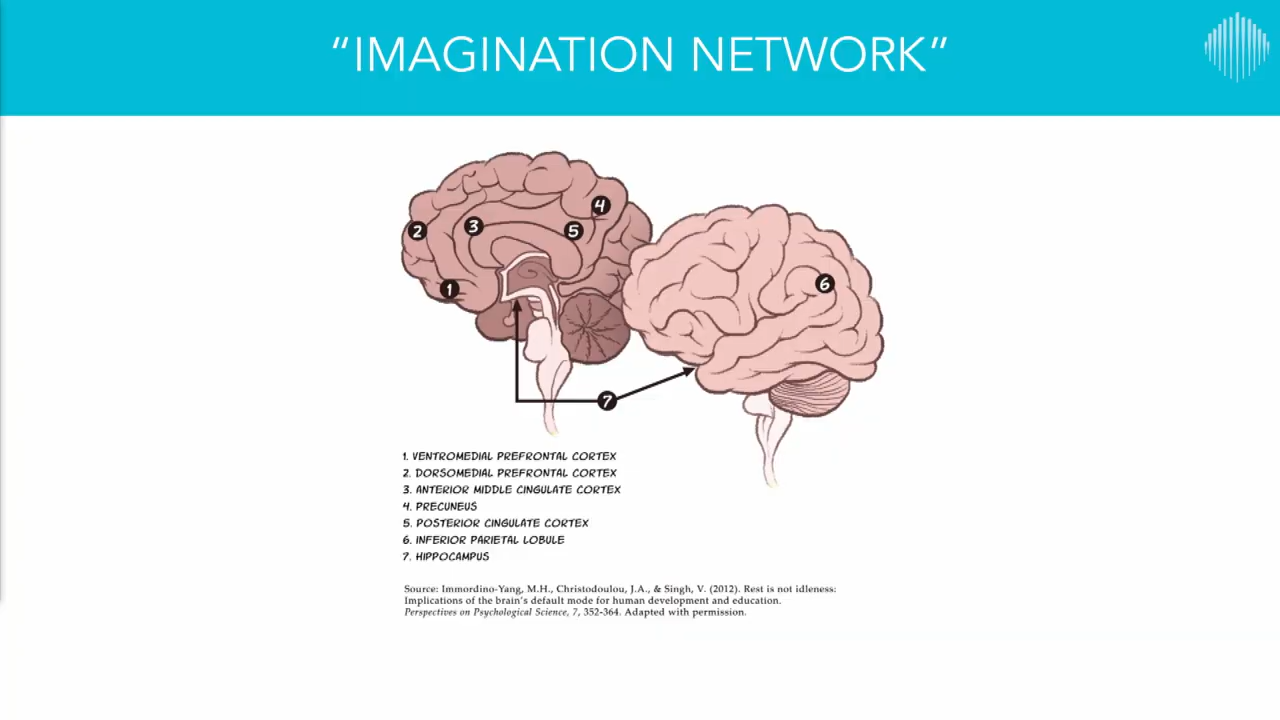 “IMAGINATION NETWORK”
2
3
4
5
1
6
7
1. VENTROMEDIAL PREFRONTAL CORTEX
2. DORSOMEDIAL PREFRONTAL CORTEX
3. ANTERIOR MIDDLE CINGULATE CORTEX
4. PRECUNEUS
5. POSTERIOR CINGULATE CORTEX
6. INFERIOR PARIETAL LOBULE
7. HIPPOCAMPUS
Source: Immordino-Yang, M.H., Christodoulou, J.A., & Singh, V. (2012). Rest is not idleness:
Implications of the brain’s default mode for human development and education.
Perspectives on Psychological Science, 7, 352-364. Adapted with permission.